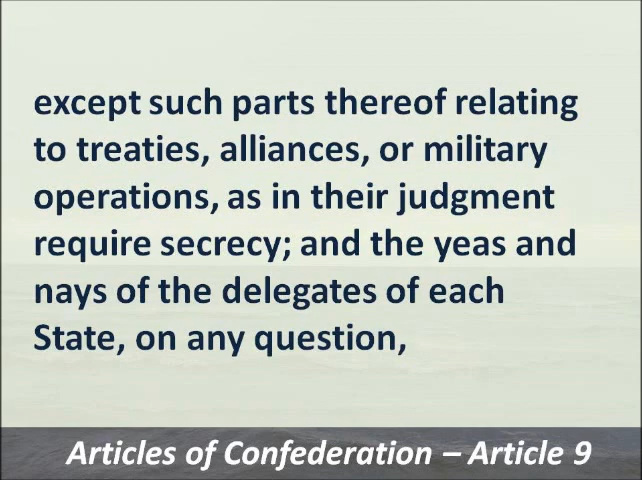 except such parts thereof relating
to treaties, alliances, or military
operations, as in their judgment
require secrecy; and the yeas and
nays of the delegates of each
State, on any question,
Articles of Confederation – Article 9